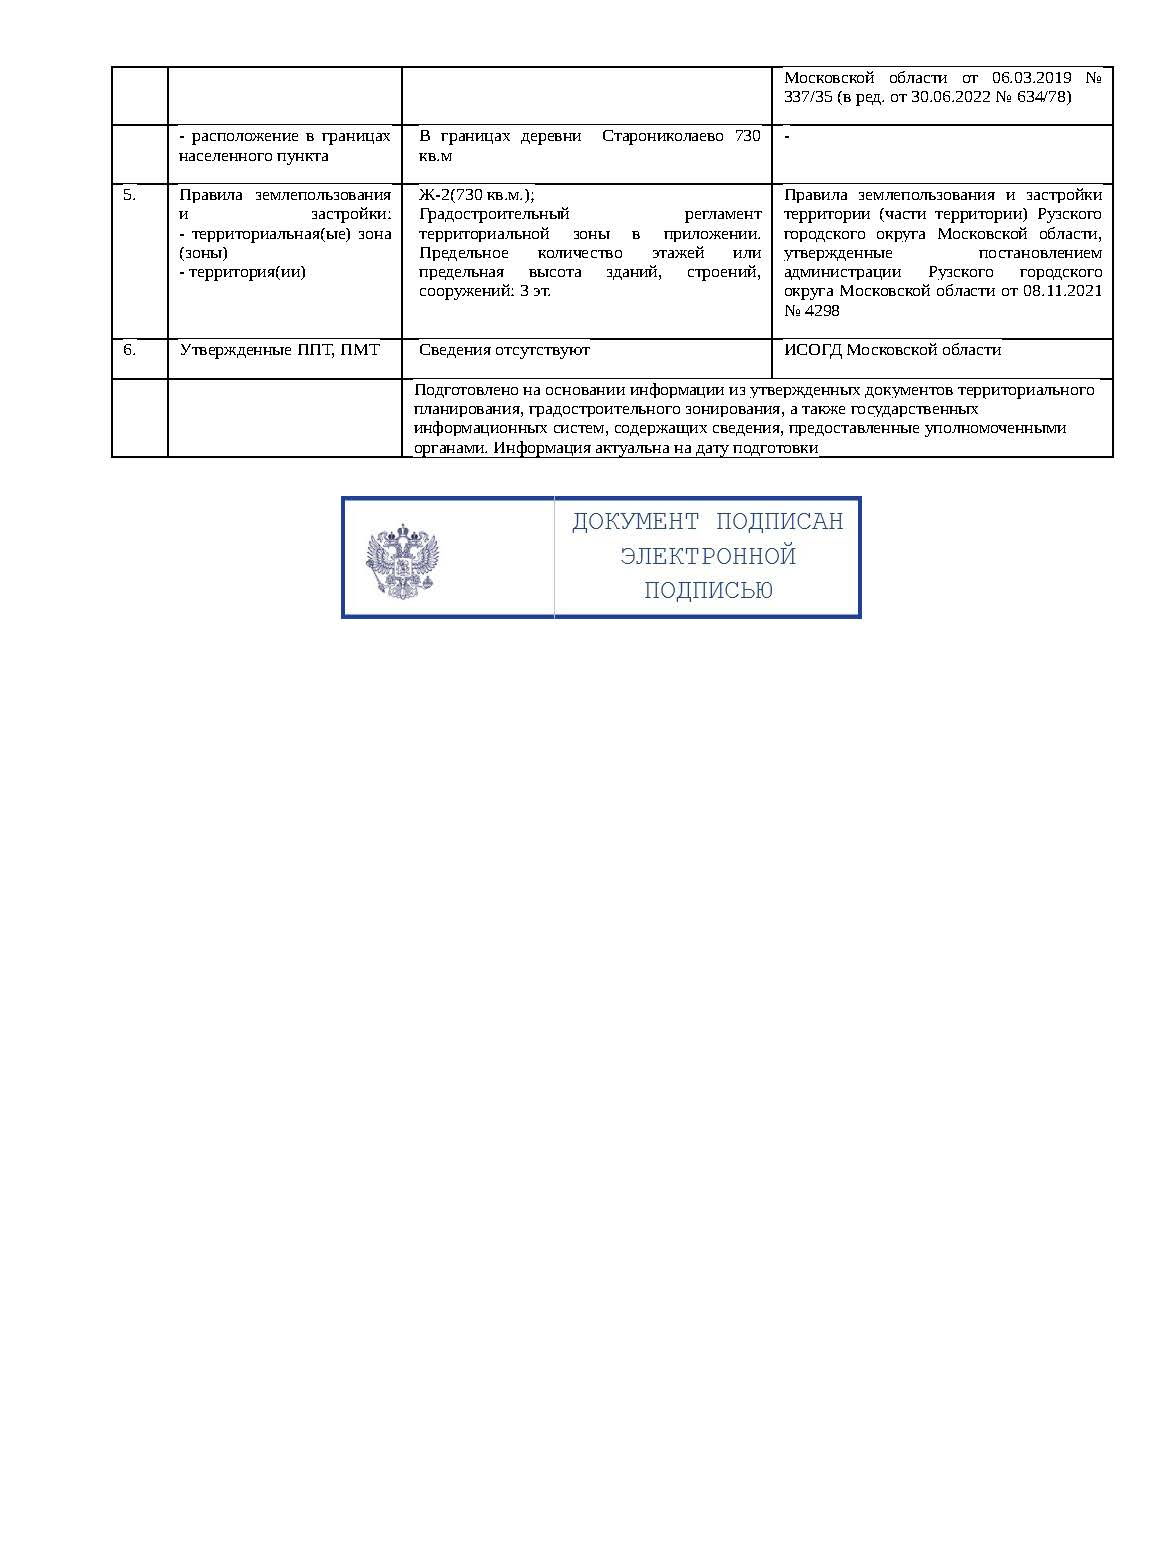 Московской области от 06.03.2019 №
337/35 (в ред. от 30.06.2022 № 634/78)
- расположение в границах
населенного пункта
В границах деревни Старониколаево 730
кв.м
-
5.
Правила землепользования
и застройки:
- территориальная(ые) зона
(зоны)
- территория(ии)
Ж-2(730 кв.м.);
Градостроительный регламент
территориальной зоны в приложении.
Предельное количество этажей или
предельная высота зданий, строений,
сооружений: 3 эт.
Правила землепользования и застройки
территории (части территории) Рузского
городского округа Московской области,
утвержденные постановлением
администрации Рузского городского
округа Московской области от 08.11.2021
№ 4298
6.
Утвержденные ППТ, ПМТ
Сведения отсутствуют
ИСОГД Московской области
Подготовлено на основании информации из утвержденных документов территориального
планирования, градостроительного зонирования, а также государственных
информационных систем, содержащих сведения, предоставленные уполномоченными
органами. Информация актуальна на дату подготовки
ДОКУМЕНТ ПОДПИСАН
ЭЛЕКТРОННОЙ
ПОДПИСЬЮ